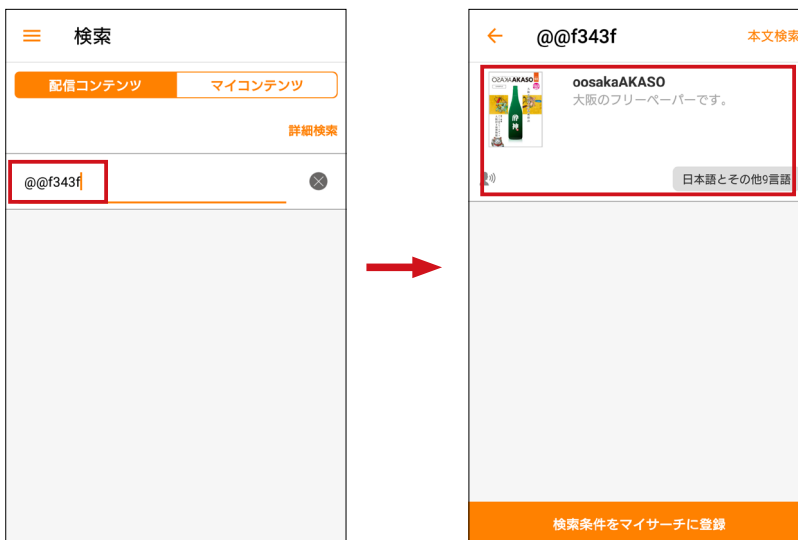 検索
配信コンテンツ
マイコンテンツ
詳細検索
@@f343f
@@f343f
本文検索
OSAKAAKASO
酔鯨
oosakaAKASO
大阪のフリーペーパーです。
日本語とその他9言語
検索条件をマイサーチに登録